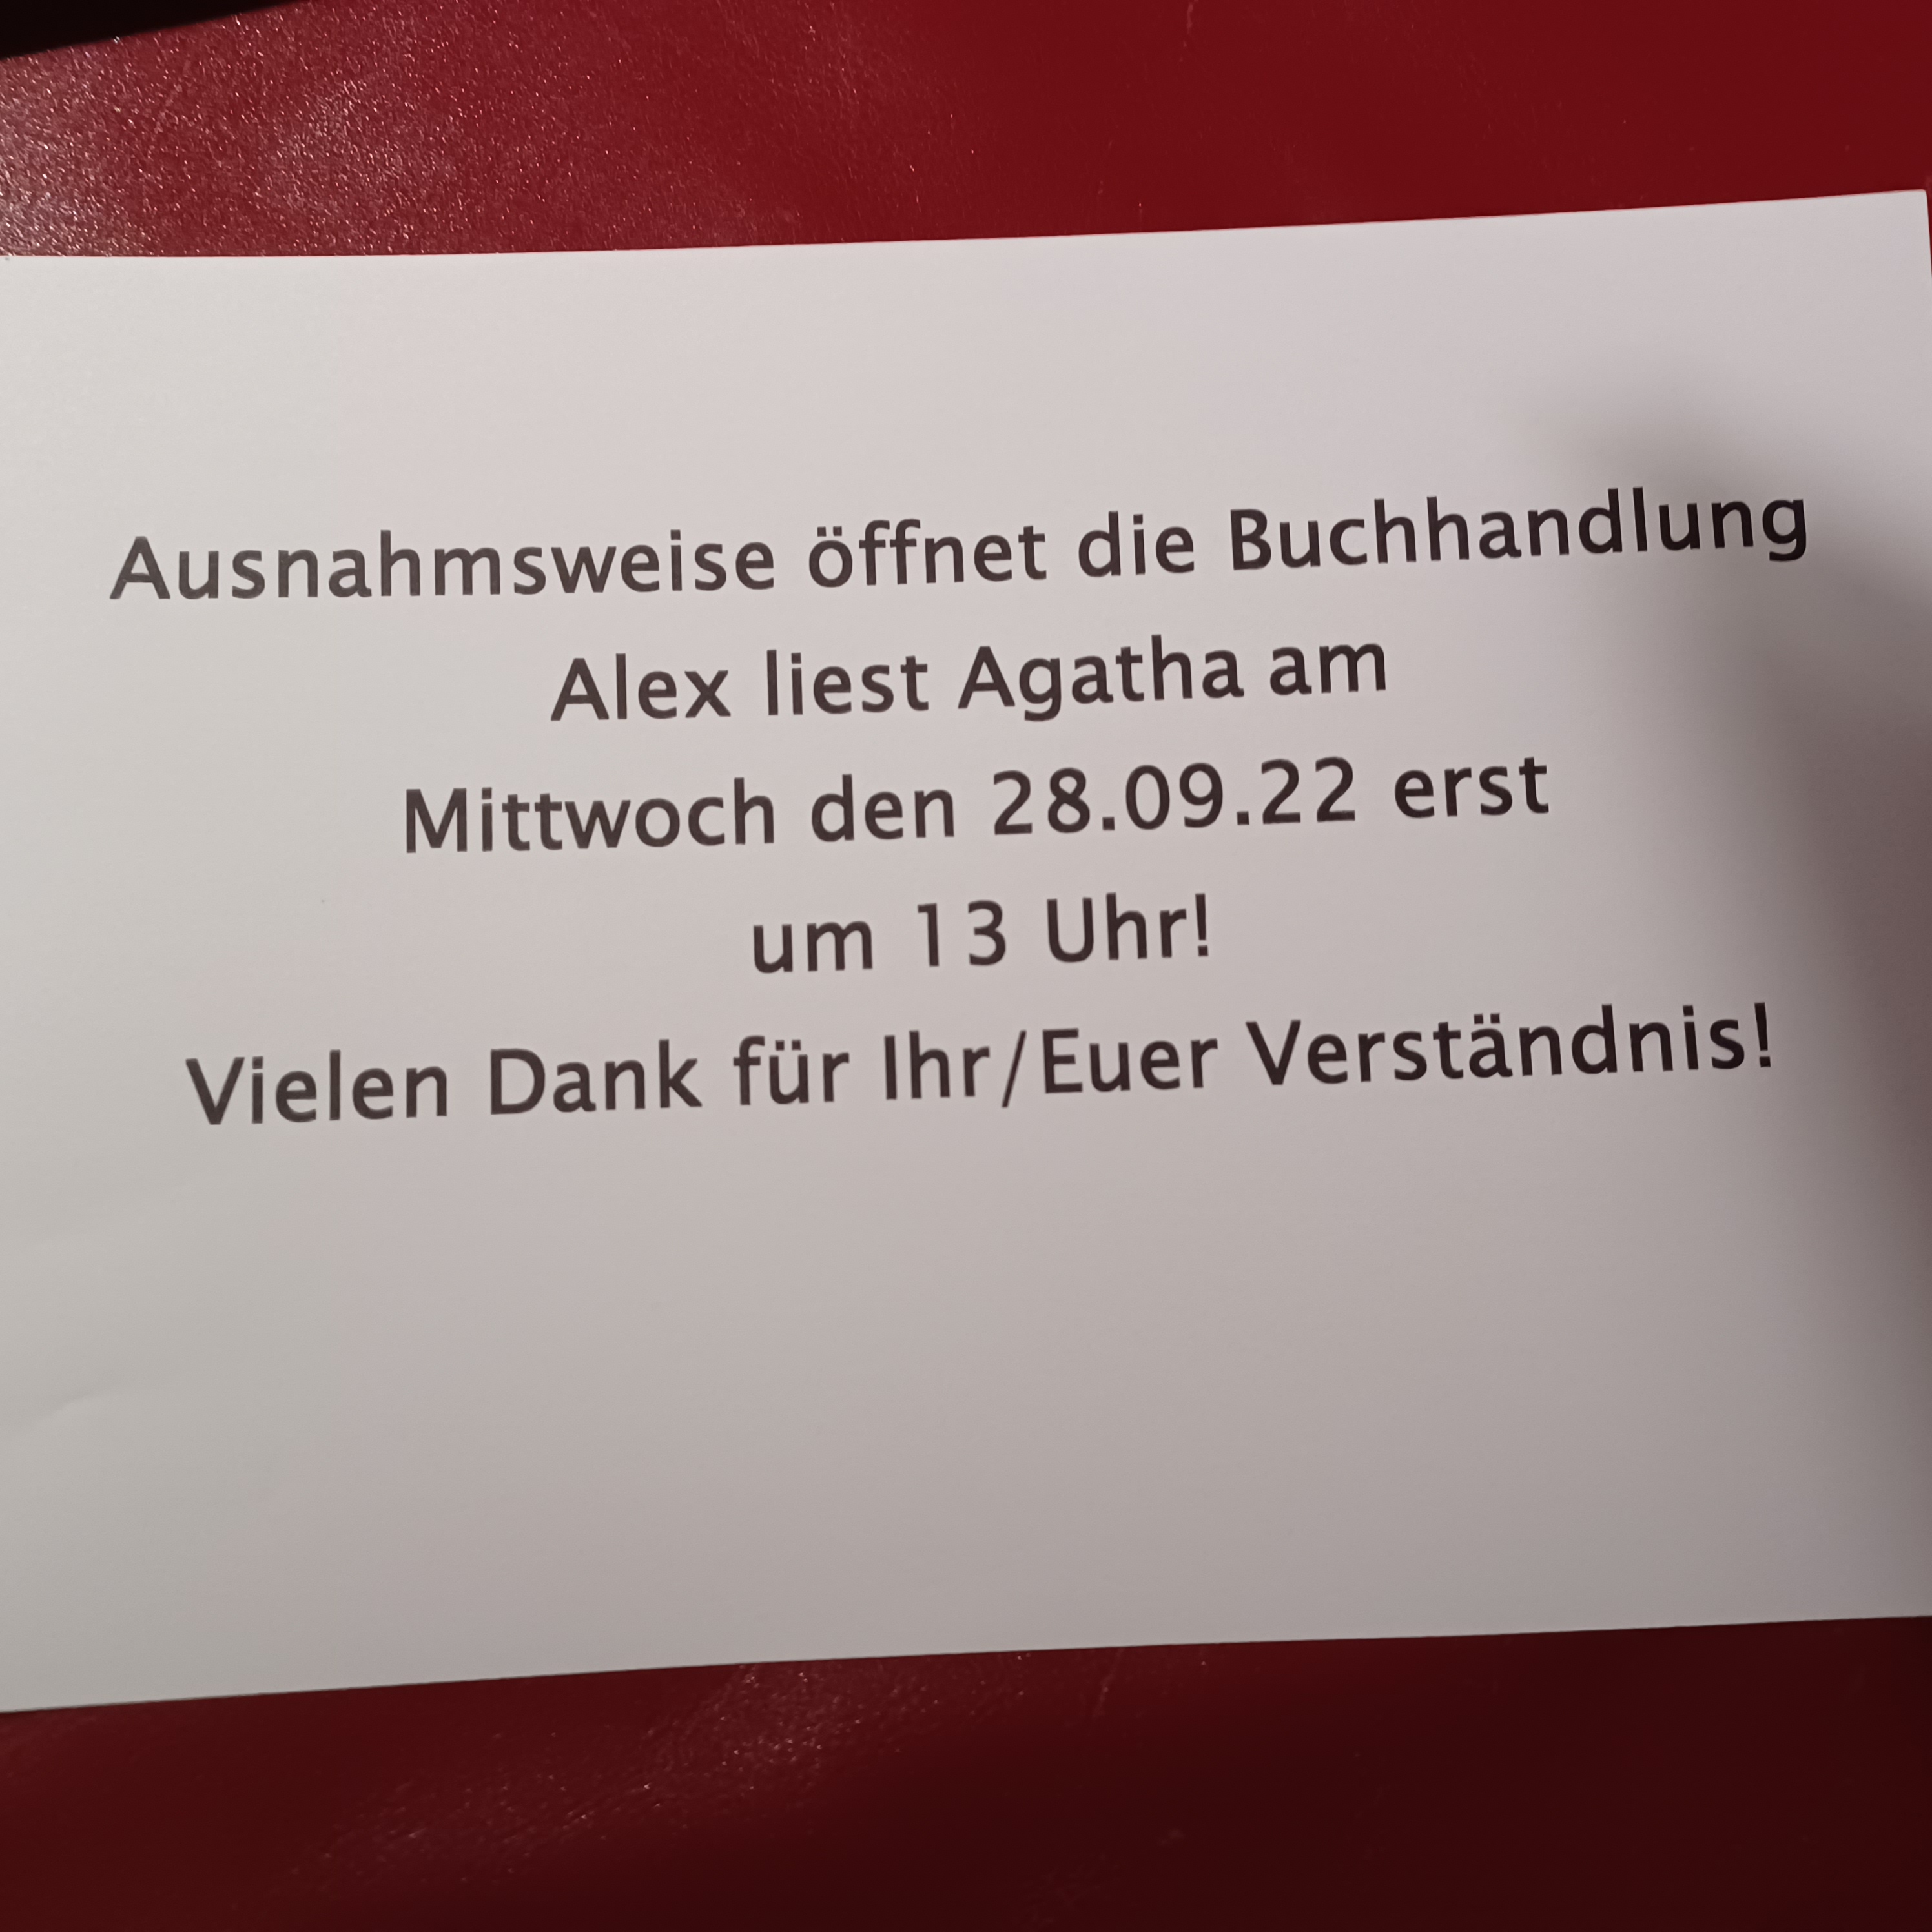 Ausnahmsweise öffnet die Buchhandlung
Alex liest Agatha am
Mittwoch den 28.09.22 erst
um 13 Uhr!
Vielen Dank für Ihr/Euer Verständnis!